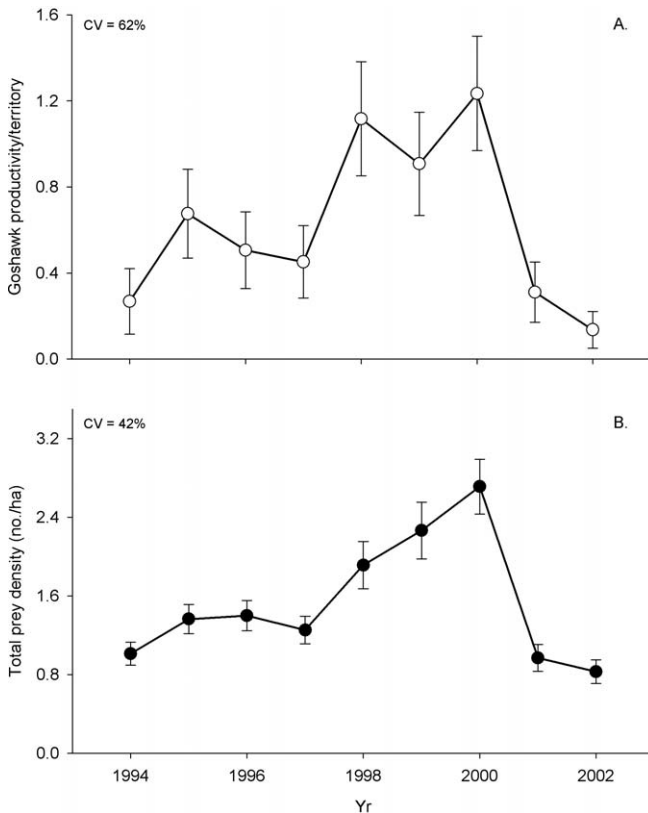 CV = 62%
A.
Goshawk productivity/territory
1.6
1.2
0.8
0.4
0.0
CV = 42%
B.
Total prey density (no./ha)
3.2
2.4
1.6
0.8
0.0
1994
1996
1998
2000
2002
Yr